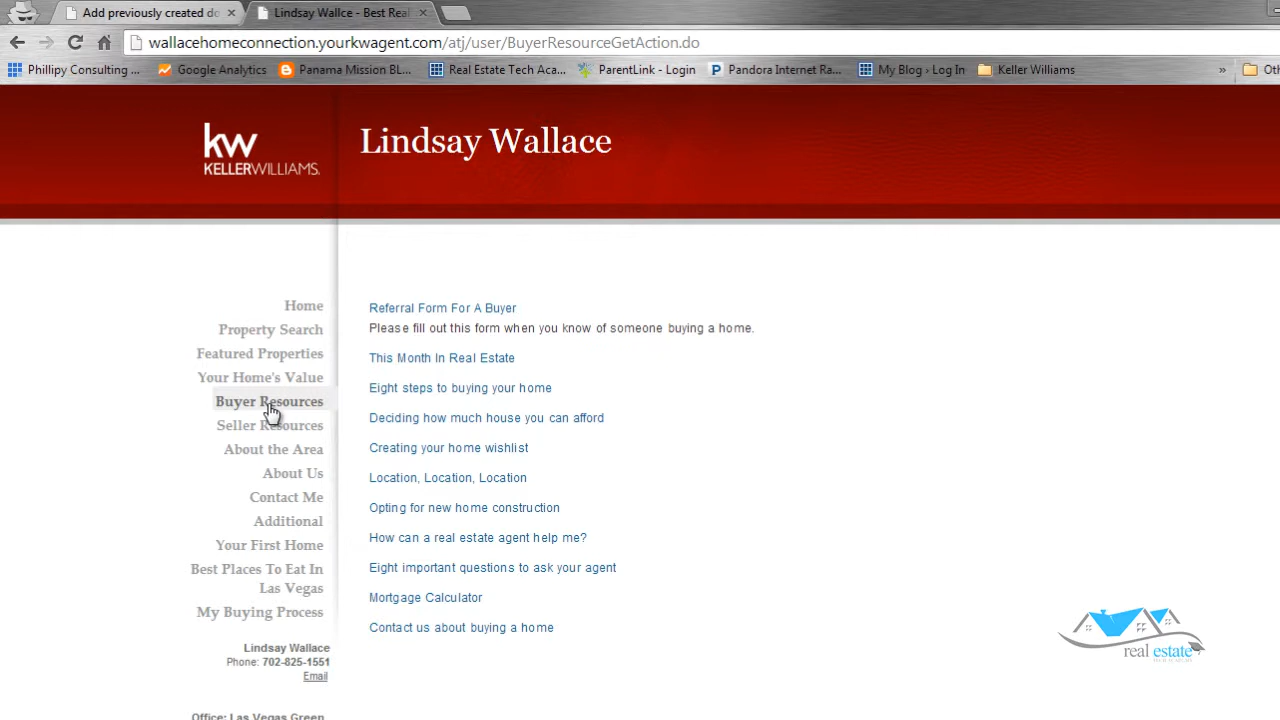 Add previously created do
Lindsay Wallce - Best Real
wallacehomeconnection.yourkwagent.com/atj/user/BuyerResourceGetAction.do
Phillipy Consulting ...
Google Analytics
Panama Mission BL...
Real Estate Tech Aca...
ParentLink - Login
Pandora Internet Ra...
My Blog › Log In
Keller Williams
»
Oth
kw
KELLERWILLIAMS.
Lindsay Wallace
Home
Property Search
Featured Properties
Your Home's Value
Buyer Resources
Seller Resources
About the Area
About Us
Contact Me
Additional
Your First Home
Best Places To Eat In
Las Vegas
My Buying Process
Lindsay Wallace
Phone: 702-825-1551
Email
Office: Las Vegas Green
Referral Form For A Buyer
Please fill out this form when you know of someone buying a home.
This Month In Real Estate
Eight steps to buying your home
Deciding how much house you can afford
Creating your home wishlist
Location, Location, Location
Opting for new home construction
How can a real estate agent help me?
Eight important questions to ask your agent
Mortgage Calculator
Contact us about buying a home
real estate